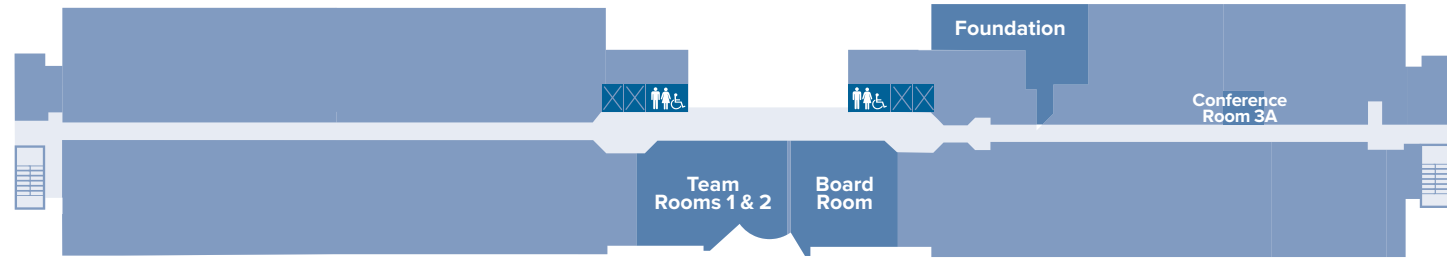 Foundation
Conference
Room 3A
Team
Rooms 1 & 2
Board
Room